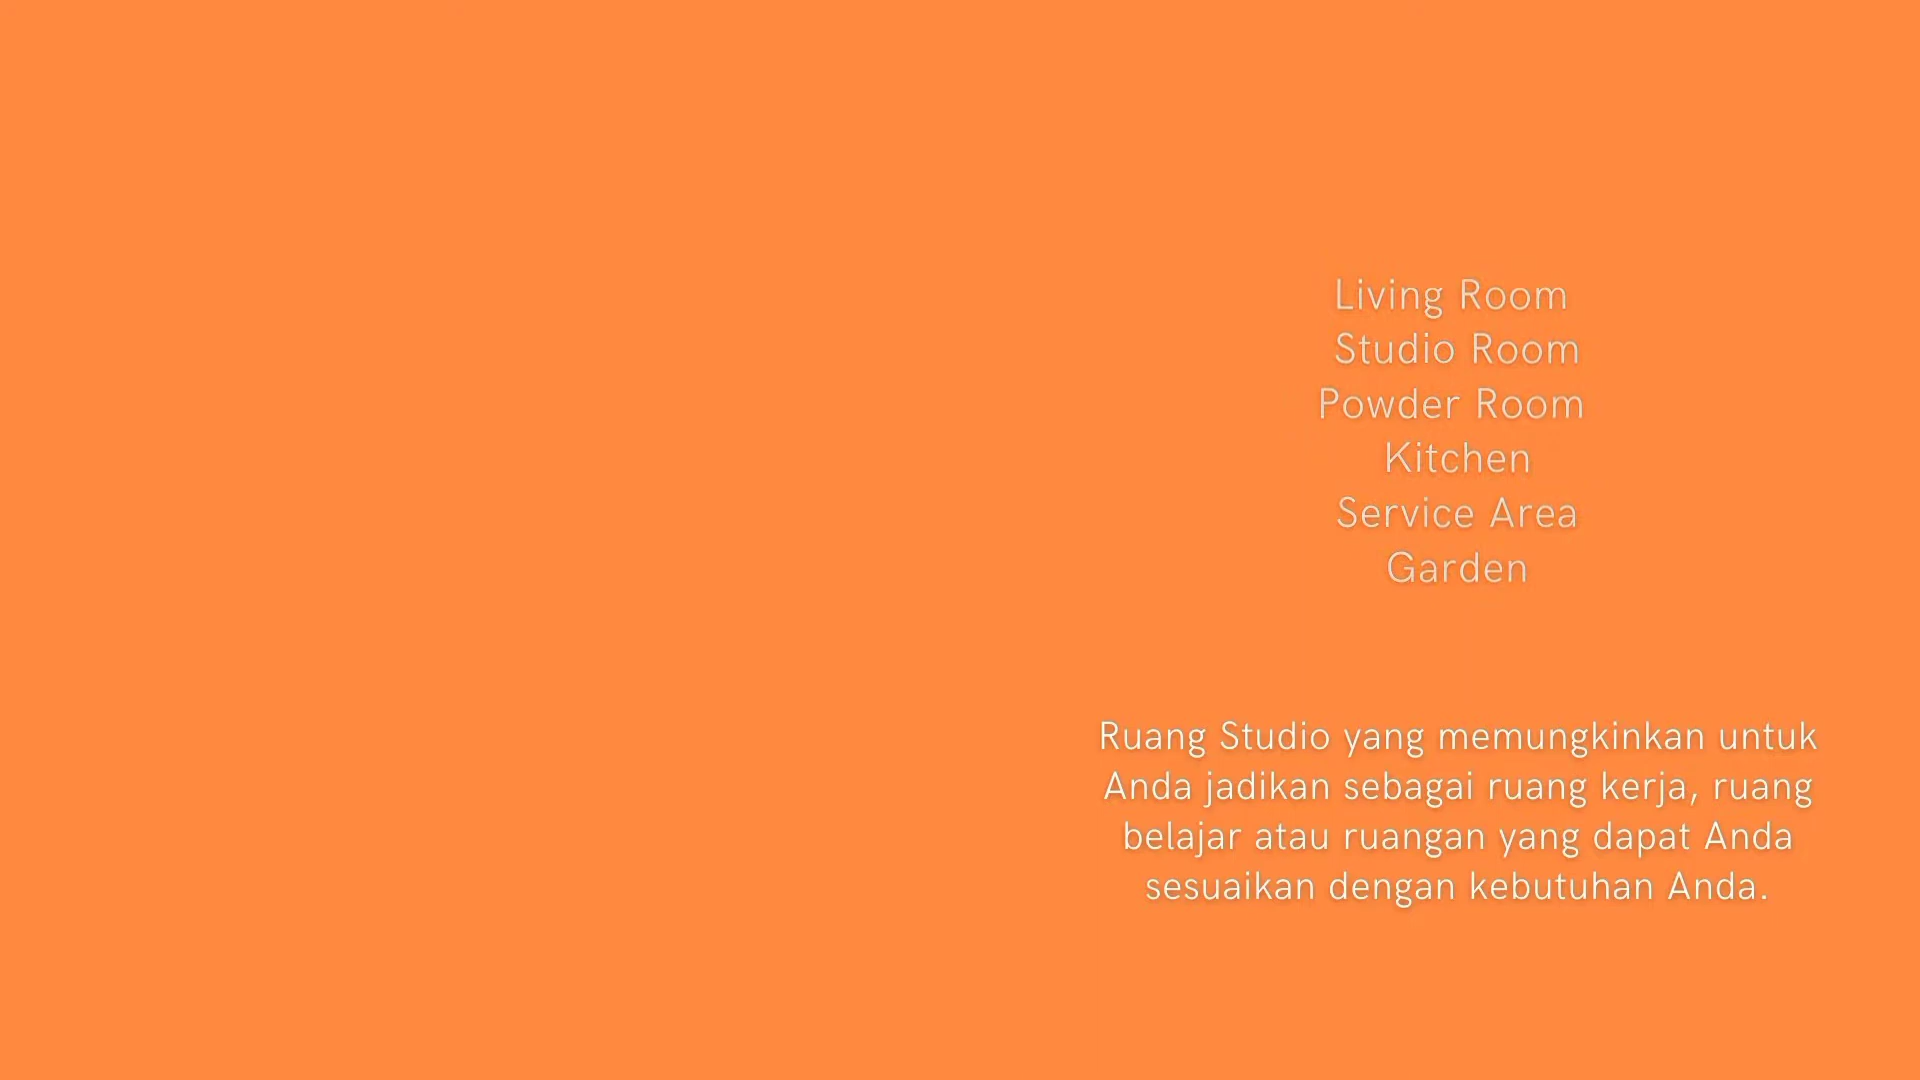 Living Room
Studio Room
Powder Room
Kitchen
Service Area
Garden
Ruang Studio yang memungkinkan untuk
Anda jadikan sebagai ruang kerja, ruang
belajar atau ruangan yang dapat Anda
sesuaikan dengan kebutuhan Anda.